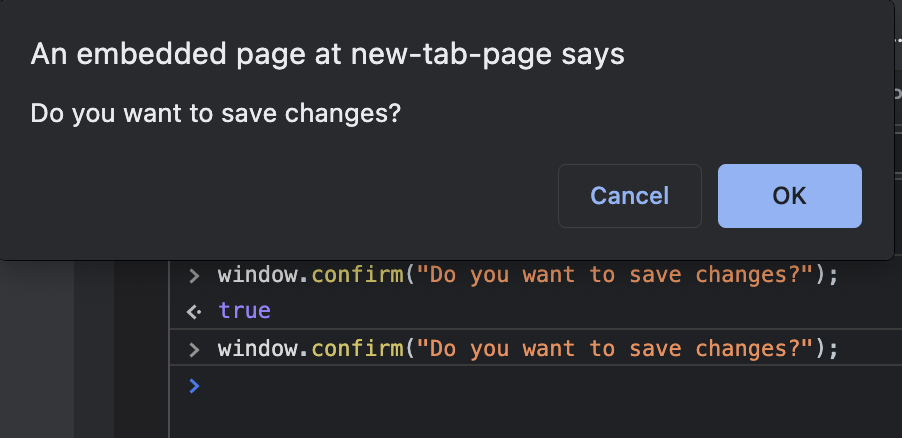 An embedded page at new-tab-page says
Do you want to save changes?
Cancel OK
> window.confirm("Do you want to save changes?");
true
> window.confirm("Do you want to save changes?");
>